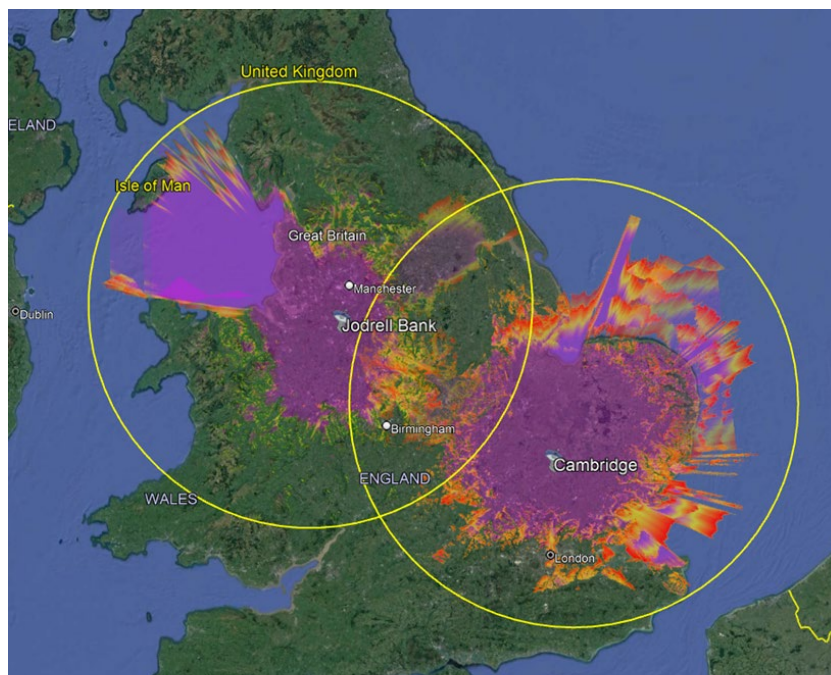 United Kingdom
ELAND
Isle of Man
Great Britain
Manchester
Dublin
Jodrell Bank
Birmingham
Cambridge
ENGLAND
WALES
London